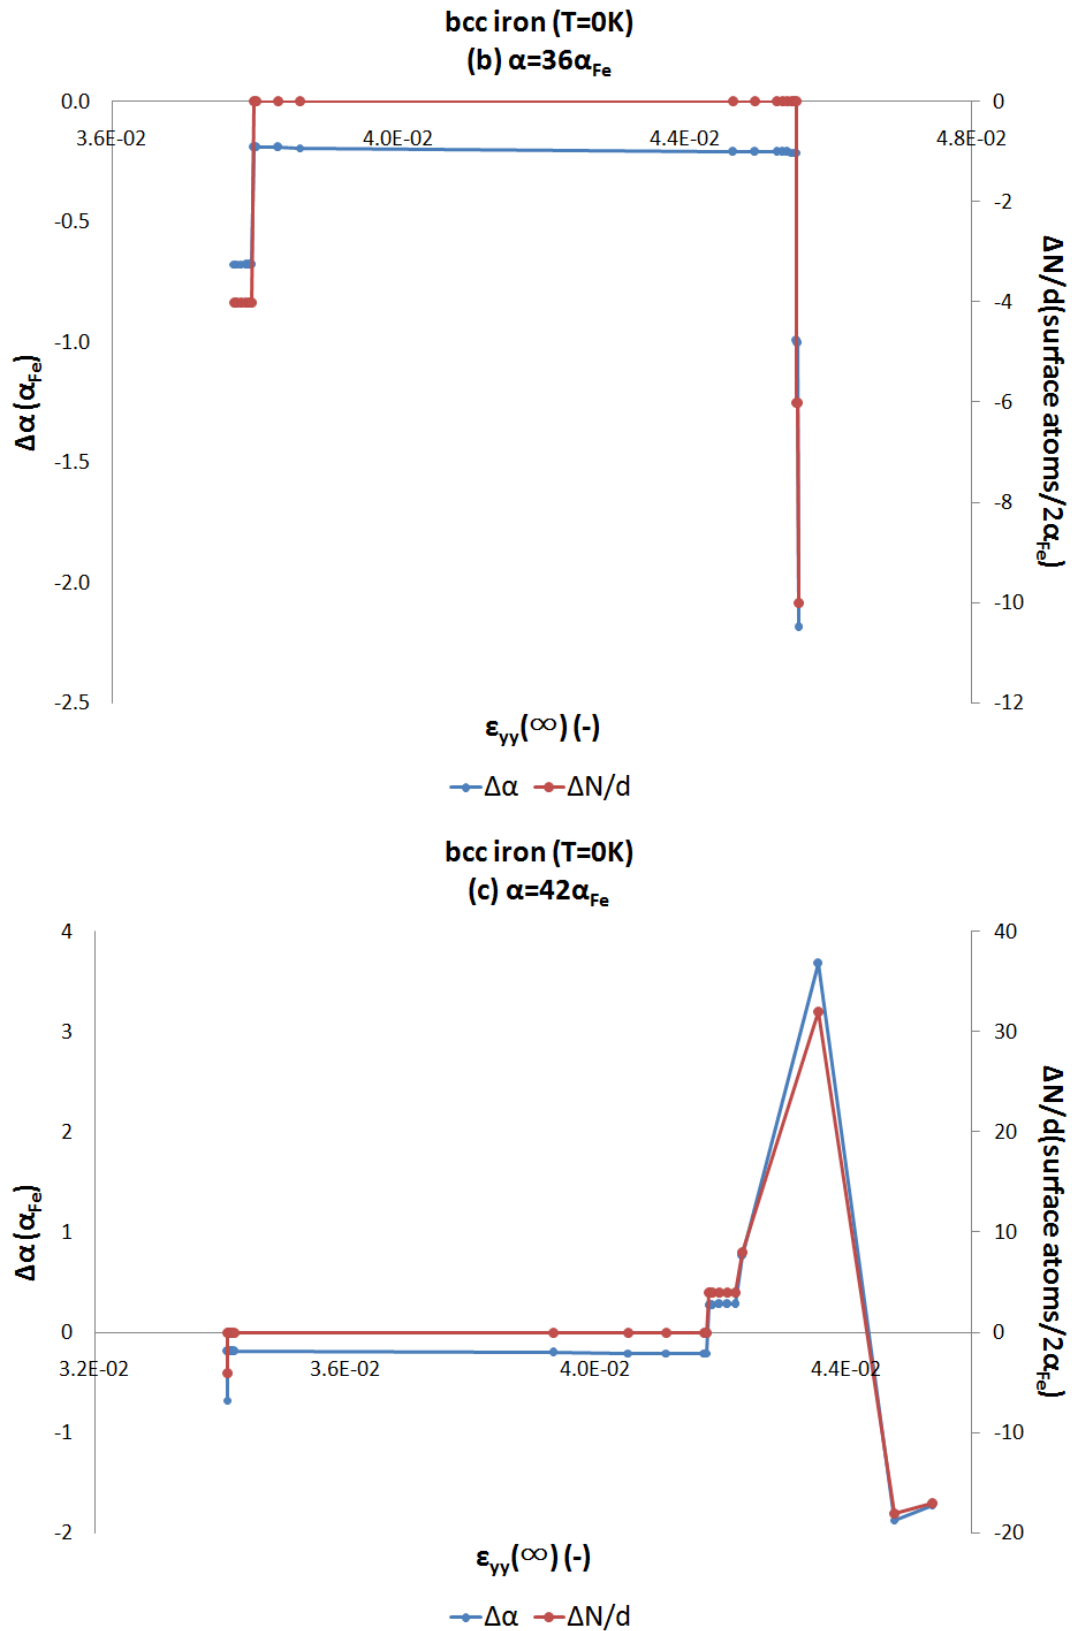 bcc iron (T=0K)
(b) α=36αFe
0.0
-0.5
-1.0
-1.5
-2.0
-2.5
Δα (αFe)
3.6E-02 4.0E-02 4.4E-02 4.8E-02
0
-2
-4
-6
-8
-10
-12
ΔN/d(surface atoms/2αFe)
εyy(∞) (-)
Δα ΔN/d
bcc iron (T=0K)
(c) α=42αFe
4
3
2
1
0
-1
-2
Δα (αFe)
3.2E-02 3.6E-02 4.0E-02 4.4E-02
40
30
20
10
0
-10
-20
ΔN/d(surface atoms/2αFe)
εyy(∞) (-)
Δα ΔN/d